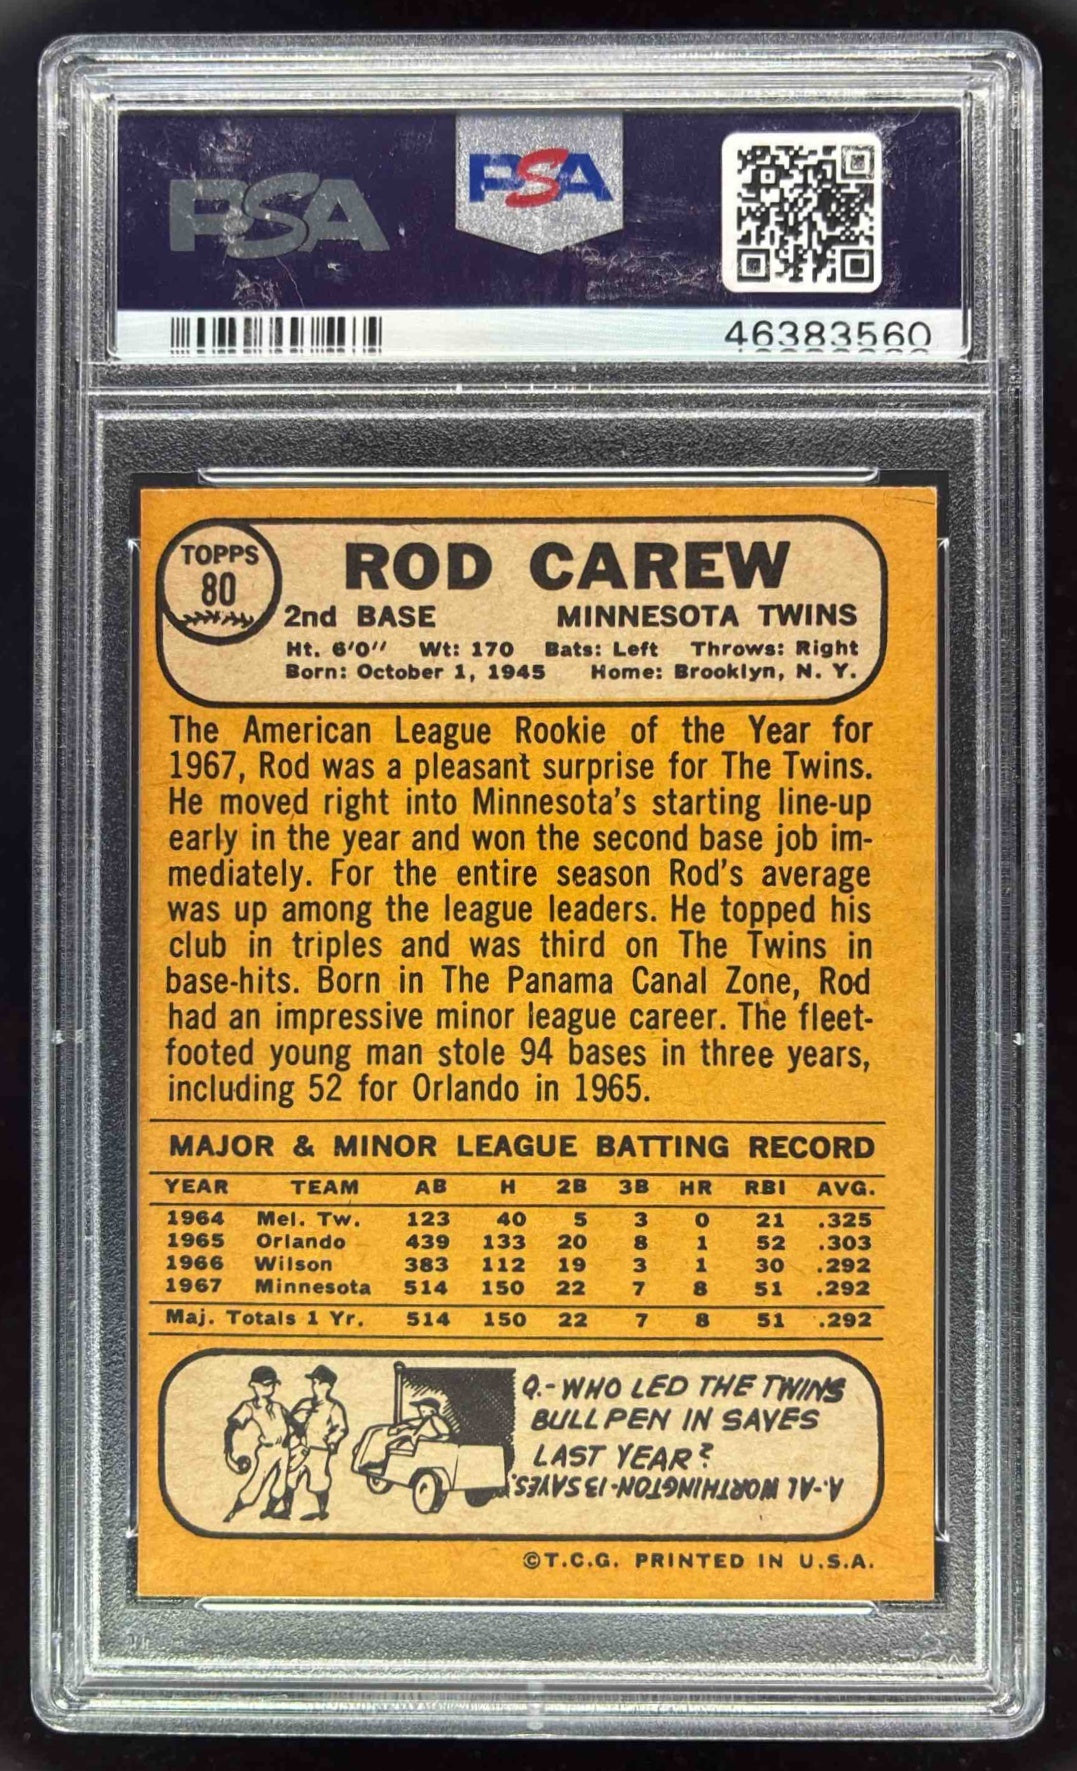 PSA
PSA
46383560
TOPPS
80
ROD CAREW
2nd BASE MINNESOTA TWINS
Ht. 6'0" Wt: 170 Bats: Left Throws: Right
Born: October 1, 1945 Home: Brooklyn, N. Y.
The American League Rookie of the Year for
1967, Rod was a pleasant surprise for The Twins.
He moved right into Minnesota's starting line-up
early in the year and won the second base job im-
mediately. For the entire season Rod's average
was up among the league leaders. He topped his
club in triples and was third on The Twins in
base-hits. Born in The Panama Canal Zone, Rod
had an impressive minor league career. The fleet-
footed young man stole 94 bases in three years,
including 52 for Orlando in 1965.
MAJOR & MINOR LEAGUE BATTING RECORD
YEAR TEAM AB H 2B 3B HR RBI AVG.
1964 Mel. Tw. 123 40 5 3 0 21 .325
1965 Orlando 439 133 20 8 1 52 .303
1966 Wilson 383 112 19 3 1 30 .292
1967 Minnesota 514 150 22 7 8 51 .292
Maj. Totals 1 Yr. 514 150 22 7 8 51 .292
Q.-WHO LED THE TWINS
BULLPEN IN SAVES
LAST YEAR?
A.-AL WORTHINGTON-13 SAVES.
©T.C.G. PRINTED IN U.S.A.